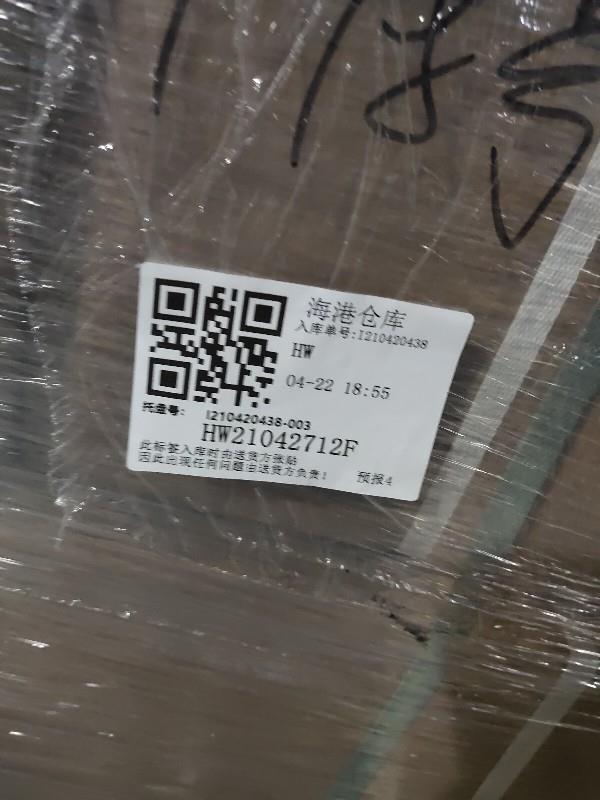 海港仓库
入库单号:I210420438
HW
04-22 18:55
托盘号: I210420438-003
HW21042712F
此标签入库时由送货方张贴
因此出现任何问题由送货方负责!
预报4